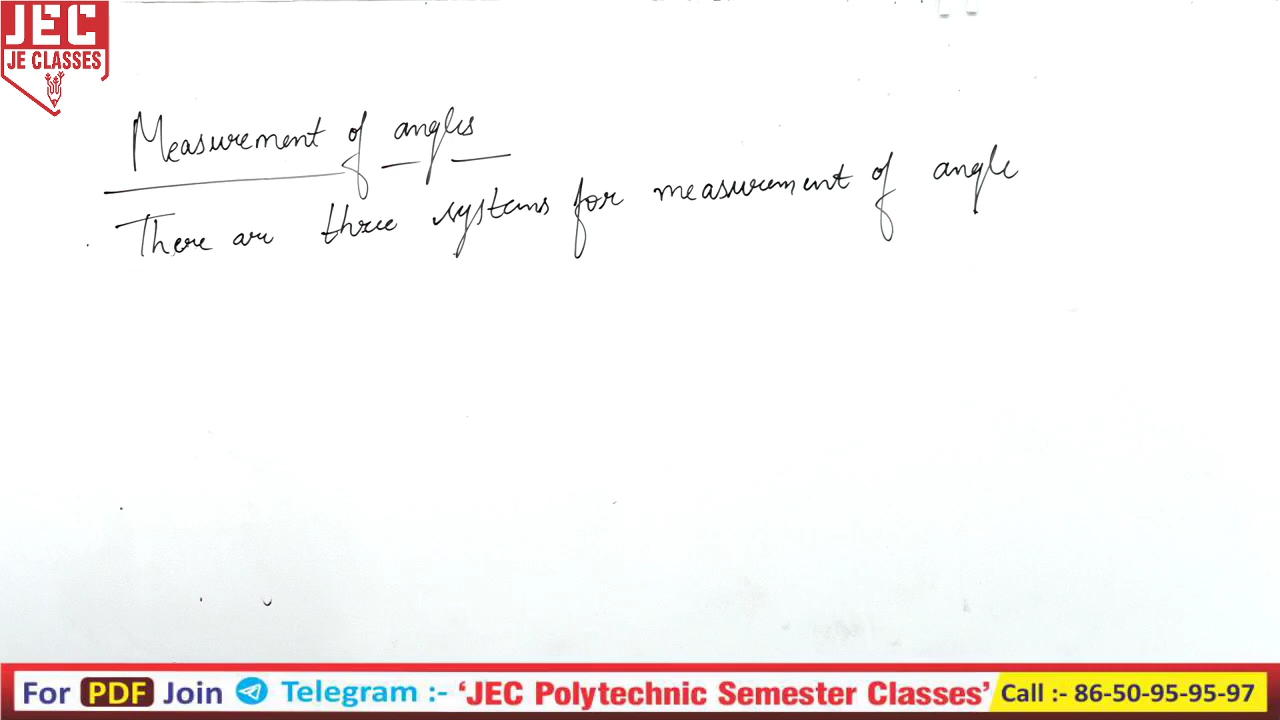 JEC
JE CLASSES
Measurement of angles
There are three systems for measurement of angle
For PDF Join Telegram :- 'JEC Polytechnic Semester Classes' Call :- 86-50-95-95-97